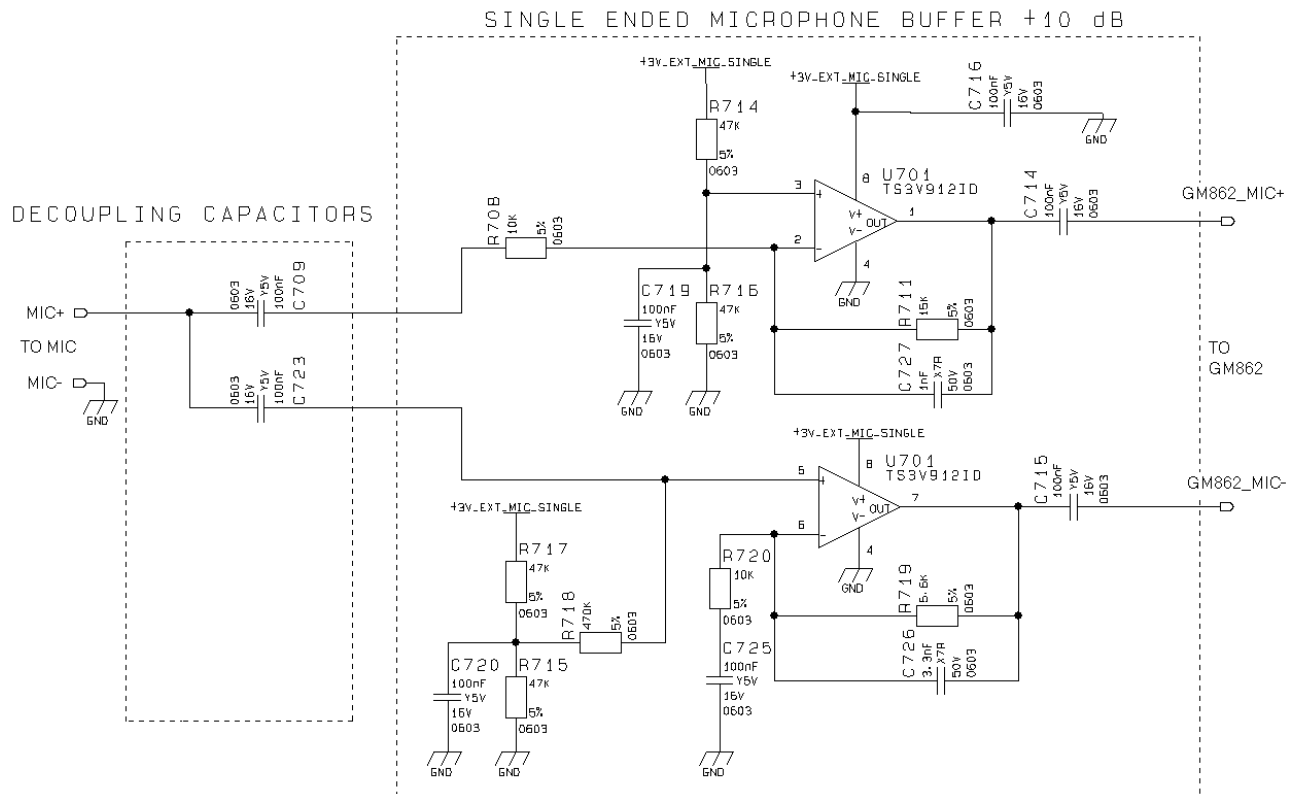 SINGLE ENDED MICROPHONE BUFFER +10 dB
DECOUPLING CAPACITORS
MIC+
TO MIC
MIC-
GND
0603
16V
Y5V
100nF
C709
0603
16V
Y5V
100nF
C723
R708
10K
5%
0603
+3V_EXT_MIC_SINGLE
R714
47K
5%
0603
+3V_EXT_MIC_SINGLE
C716
100nF
Y5V
16V
0603
GND
3
+
2
-
8
V+
V-
OUT
4
GND
U701
TS3V912ID
1
C714
100nF
Y5V
16V
0603
GM862_MIC+
C719
100nF
Y5V
16V
0603
GND
R716
47K
5%
0603
GND
R711
15K
5%
0603
C727
1nF
X7R
50V
0603
TO
GM862
+3V_EXT_MIC_SINGLE
5
+
6
-
8
V+
V-
OUT
4
GND
U701
TS3V912ID
7
C715
100nF
Y5V
16V
0603
GM862_MIC-
+3V_EXT_MIC_SINGLE
R717
47K
5%
0603
R718
470K
5%
0603
C720
100nF
Y5V
16V
0603
GND
R715
47K
5%
0603
GND
R720
10K
5%
0603
C725
100nF
Y5V
16V
0603
GND
R719
5.6K
5%
0603
C726
3.3nF
X7R
50V
0603